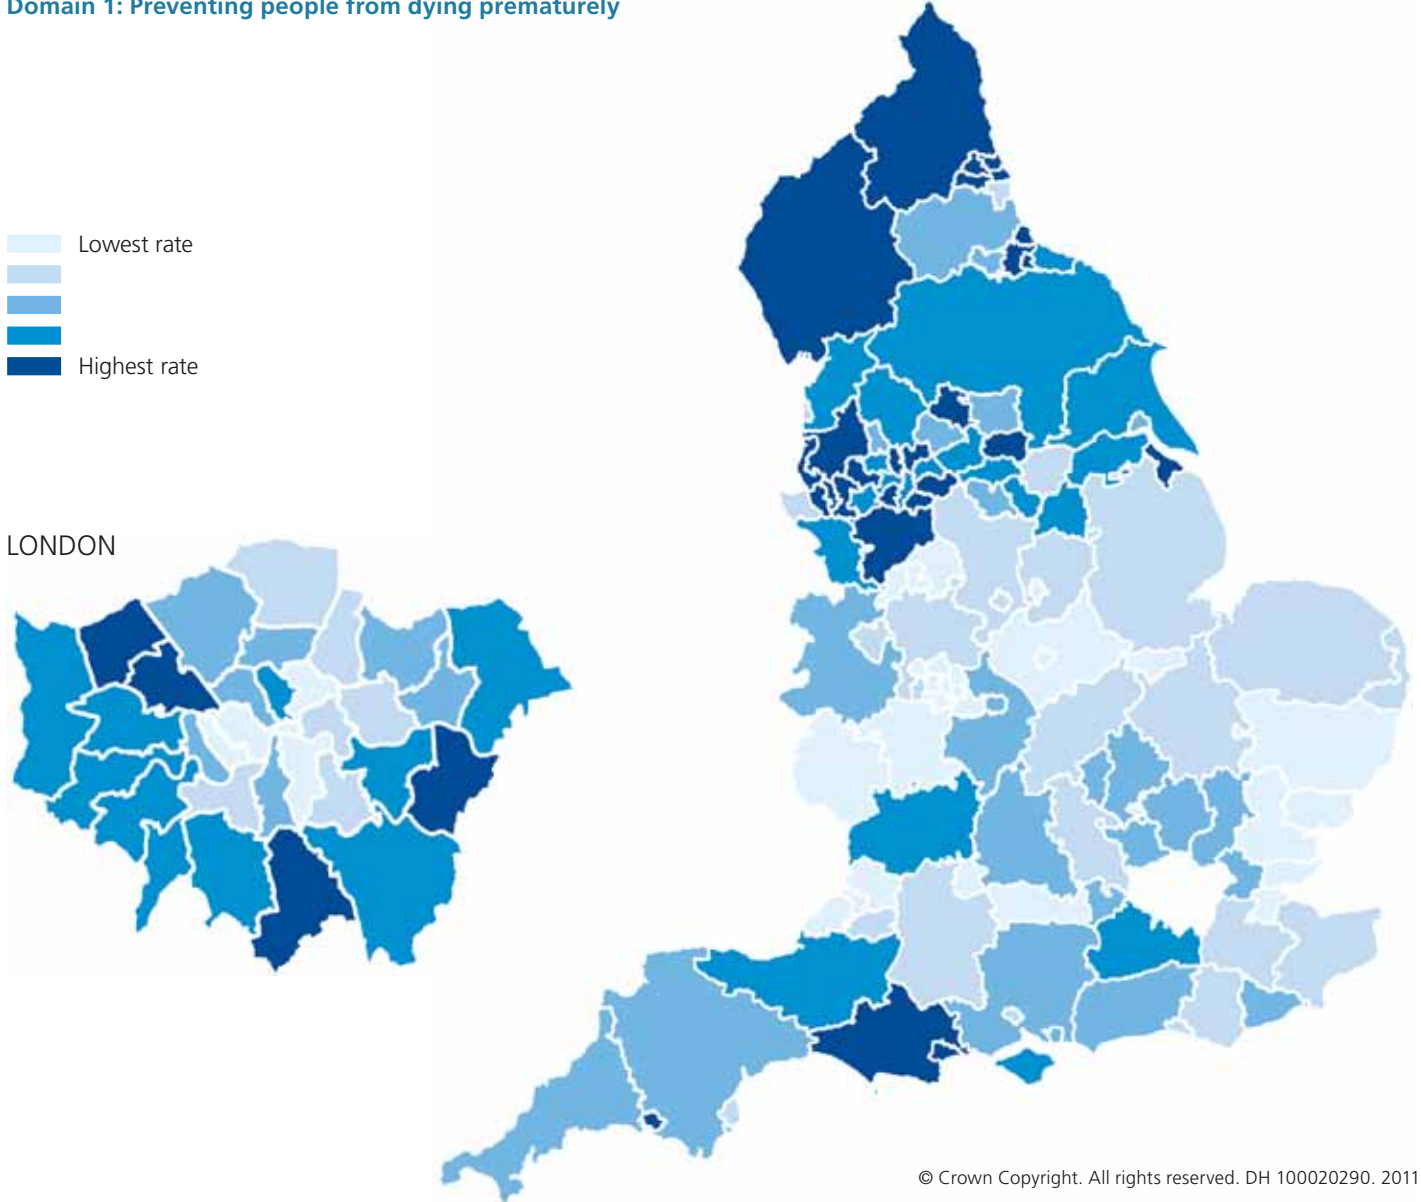 Domain 1: Preventing people from dying prematurely
Lowest rate
Highest rate
LONDON
© Crown Copyright. All rights reserved. DH 100020290. 2011